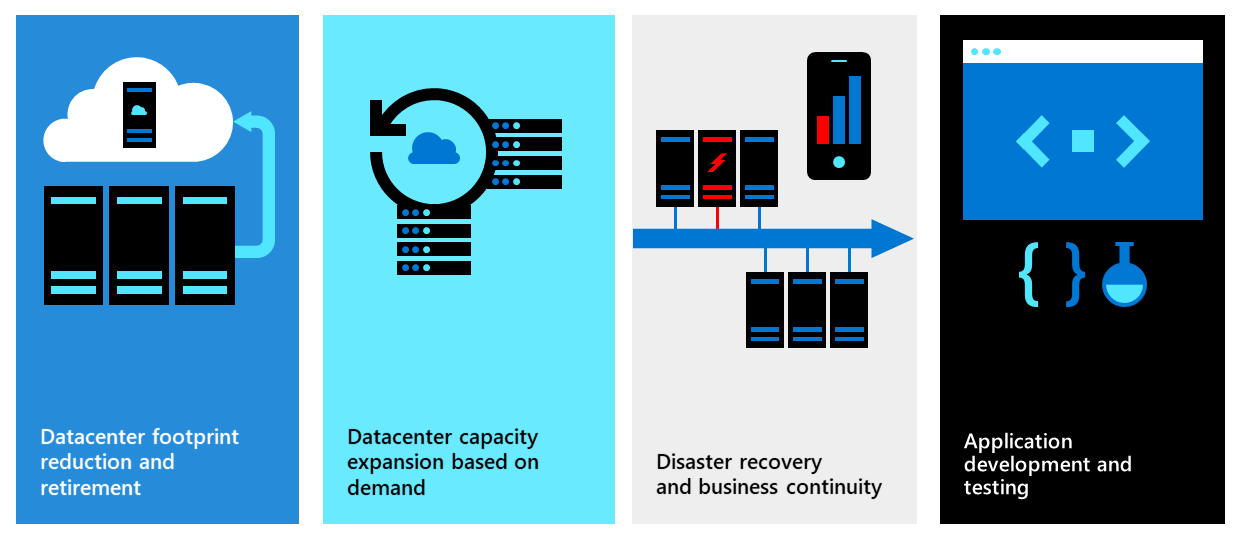 Datacenter footprint
reduction and
retirement
Datacenter capacity
expansion based on
demand
Disaster recovery
and business continuity
Application
development and
testing